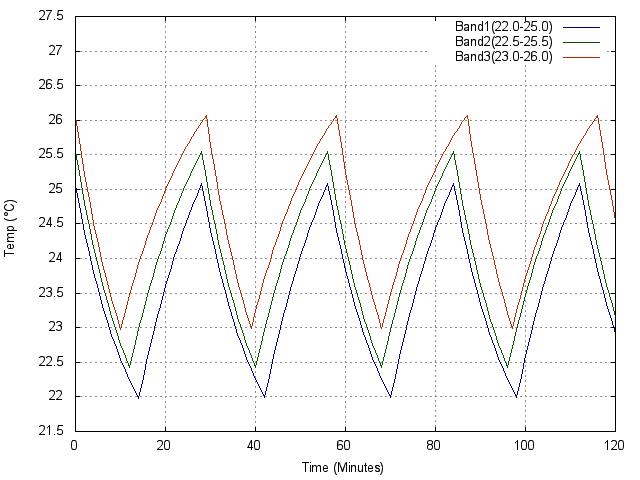 27.5
27
26.5
26
25.5
25
24.5
24
23.5
23
22.5
22
21.5
Temp (°C)
Band1(22.0-25.0)
Band2(22.5-25.5)
Band3(23.0-26.0)
0 20 40 60 80 100 120
Time (Minutes)